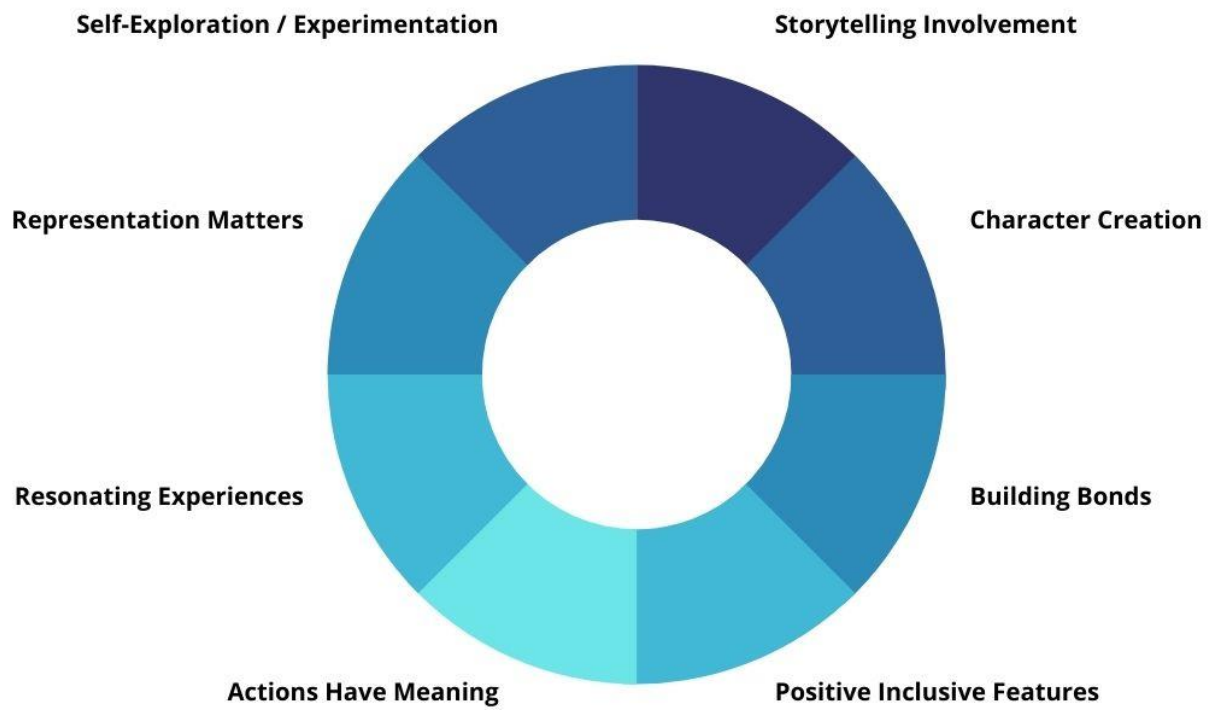 Self-Exploration / Experimentation
Storytelling Involvement
Representation Matters
Character Creation
Resonating Experiences
Building Bonds
Actions Have Meaning
Positive Inclusive Features